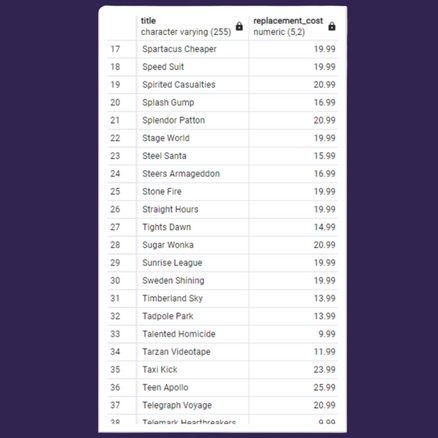 title replacement_cost
character varying (255) numeric (5,2)
17 Spartacus Cheaper 19.99
18 Speed Suit 19.99
19 Spirited Casualties 20.99
20 Splash Gump 16.99
21 Splendor Patton 20.99
22 Stage World 19.99
23 Steel Santa 15.99
24 Steers Armageddon 16.99
25 Stone Fire 19.99
26 Straight Hours 19.99
27 Tights Dawn 14.99
28 Sugar Wonka 20.99
29 Sunrise League 19.99
30 Sweden Shining 19.99
31 Timberland Sky 13.99
32 Tadpole Park 13.99
33 Talented Homicide 9.99
34 Tarzan Videotape 11.99
35 Taxi Kick 23.99
36 Teen Apollo 25.99
37 Telegraph Voyage 20.99
38 Telemark Heartbreakers 9.99